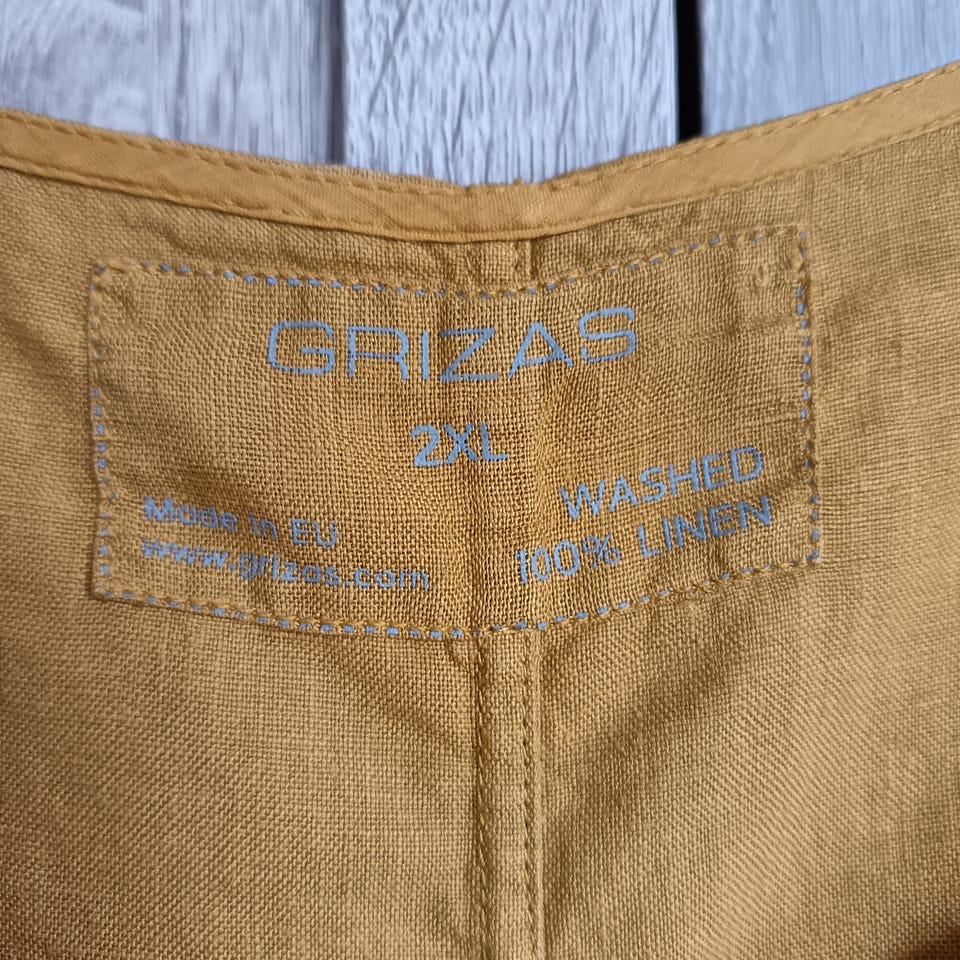 GRIZAS
2XL
Made in EU
www.grizas.com
WASHED
100% LINEN